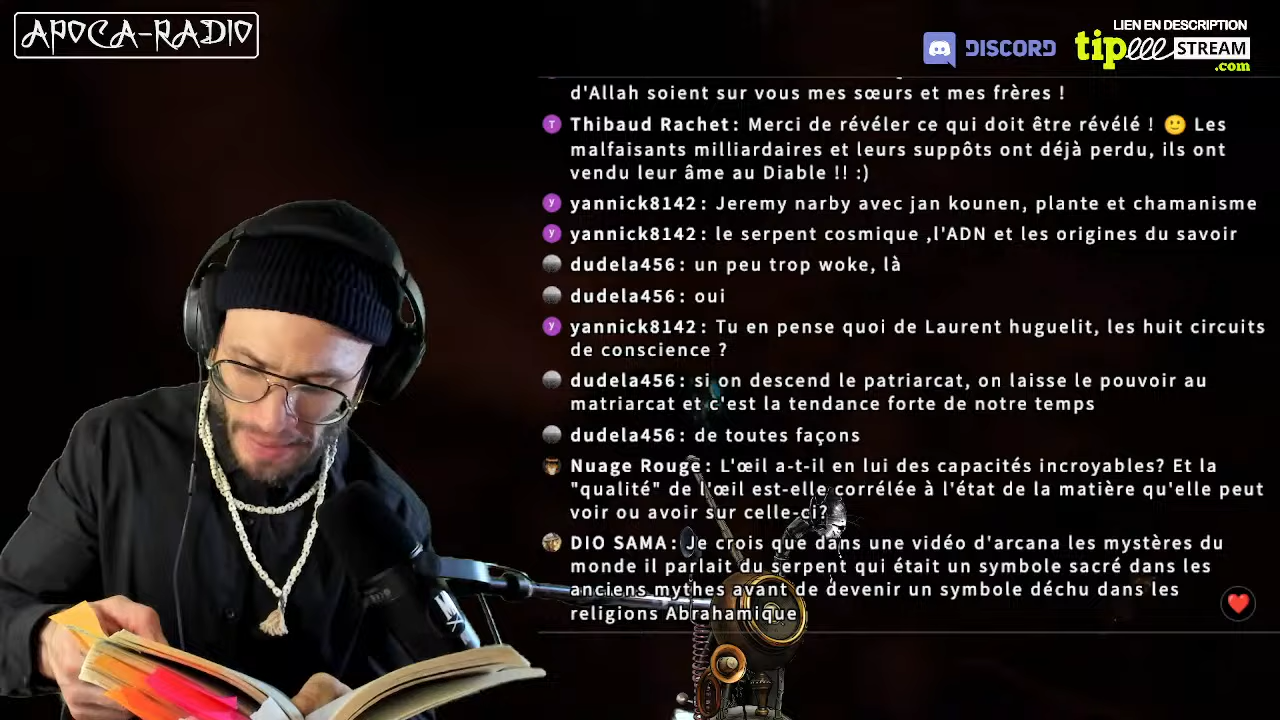 APOCA-RADIO
LIEN EN DESCRIPTION
DISCORD
tipeee STREAM
.com
d'Allah soient sur vous mes sœurs et mes frères !
T Thibaud Rachet: Merci de révéler ce qui doit être révélé ! 🙂 Les
malfaisants milliardaires et leurs suppôts ont déjà perdu, ils ont
vendu leur âme au Diable !! :)
y yannick8142: Jeremy narby avec jan kounen, plante et chamanisme
y yannick8142: le serpent cosmique ,l'ADN et les origines du savoir
dudela456: un peu trop woke, là
dudela456: oui
y yannick8142: Tu en pense quoi de Laurent huguelit, les huit circuits
de conscience ?
dudela456: si on descend le patriarcat, on laisse le pouvoir au
matriarcat et c'est la tendance forte de notre temps
dudela456: de toutes façons
Nuage Rouge: L'œil a-t-il en lui des capacités incroyables? Et la
"qualité" de l'œil est-elle corrélée à l'état de la matière qu'elle peut
voir ou avoir sur celle-ci?
DIO SAMA: Je crois que dans une vidéo d'arcana les mystères du
monde il parlait du serpent qui était un symbole sacré dans les
anciens mythes avant de devenir un symbole déchu dans les
religions Abrahamique